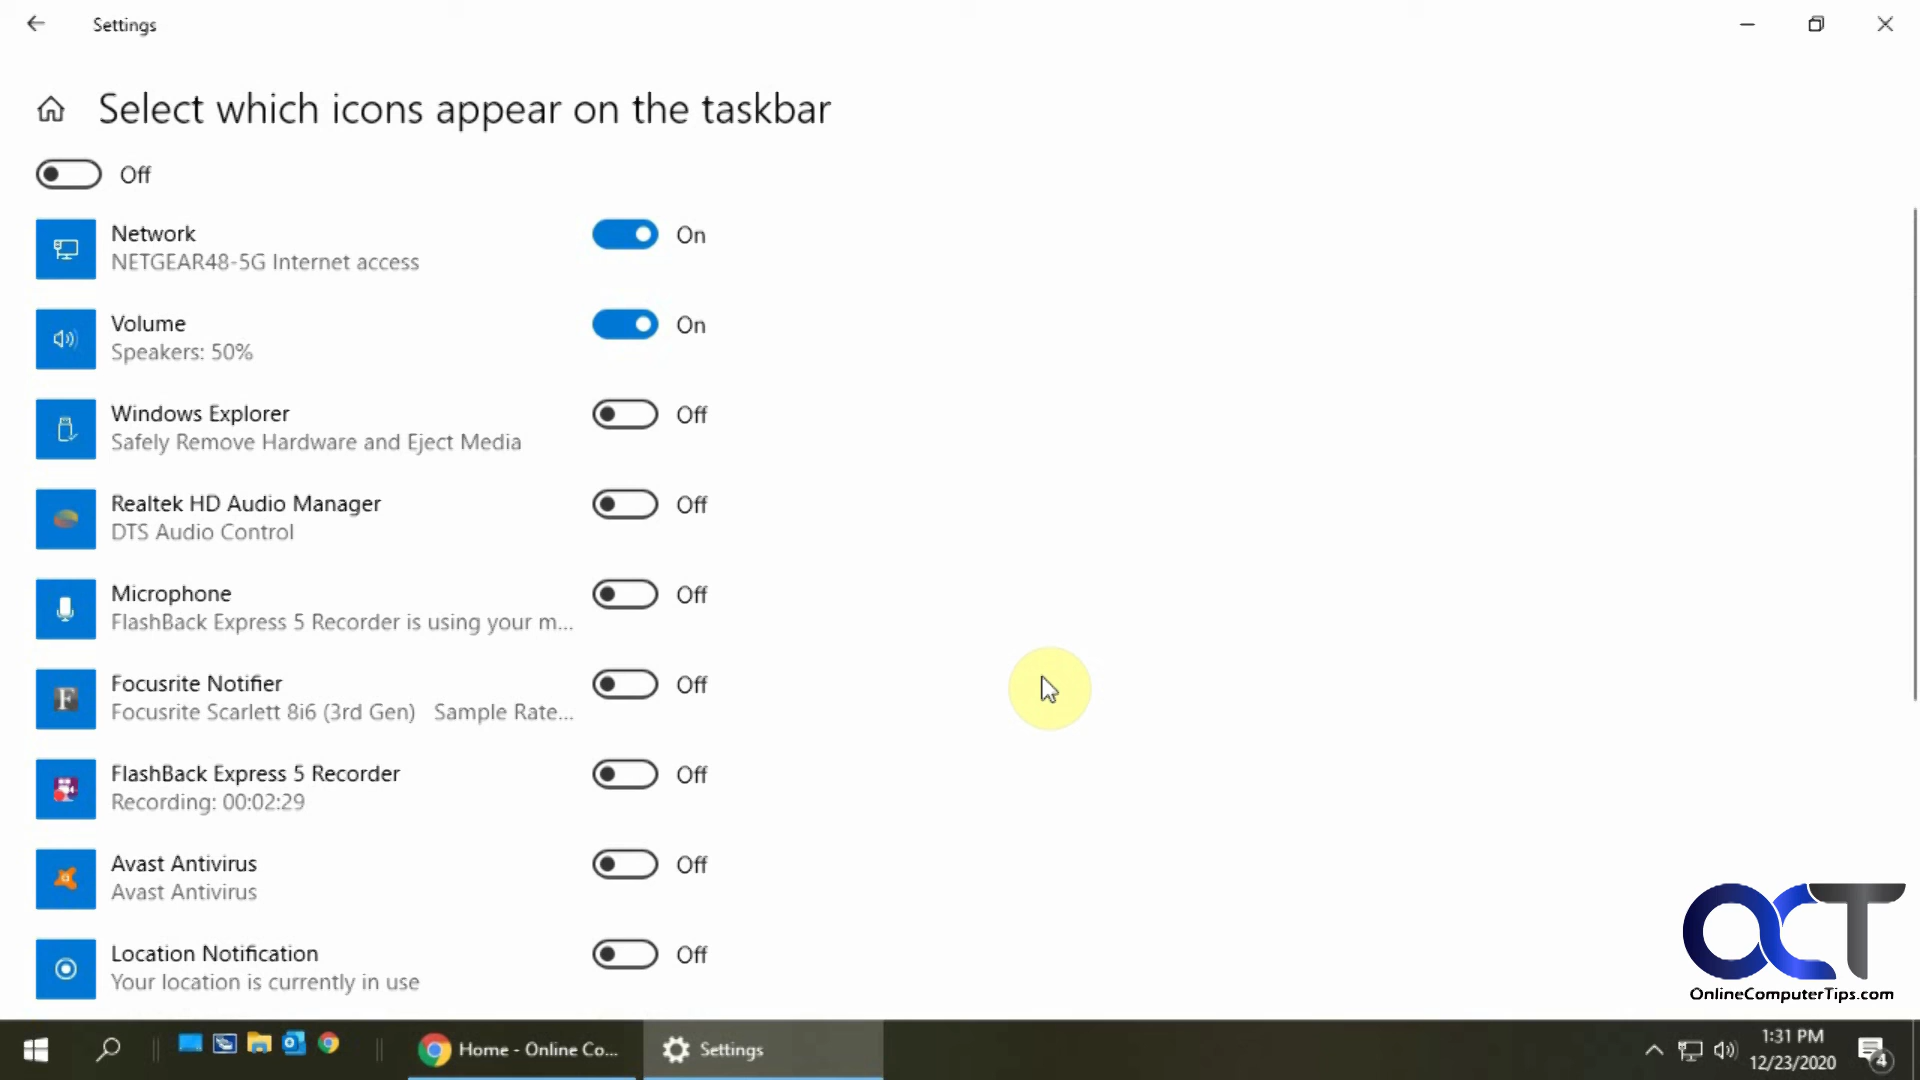 Settings
Select which icons appear on the taskbar
Off
Network
NETGEAR48-5G Internet access
On
Volume
Speakers: 50%
On
Windows Explorer
Safely Remove Hardware and Eject Media
Off
Realtek HD Audio Manager
DTS Audio Control
Off
Microphone
FlashBack Express 5 Recorder is using your m...
Off
Focusrite Notifier
Focusrite Scarlett 8i6 (3rd Gen) Sample Rate...
Off
FlashBack Express 5 Recorder
Recording: 00:02:29
Off
Avast Antivirus
Avast Antivirus
Off
Location Notification
Your location is currently in use
Off
OCT
OnlineComputerTips.com
Home - Online Co...
Settings
1:31 PM
12/23/2020
4